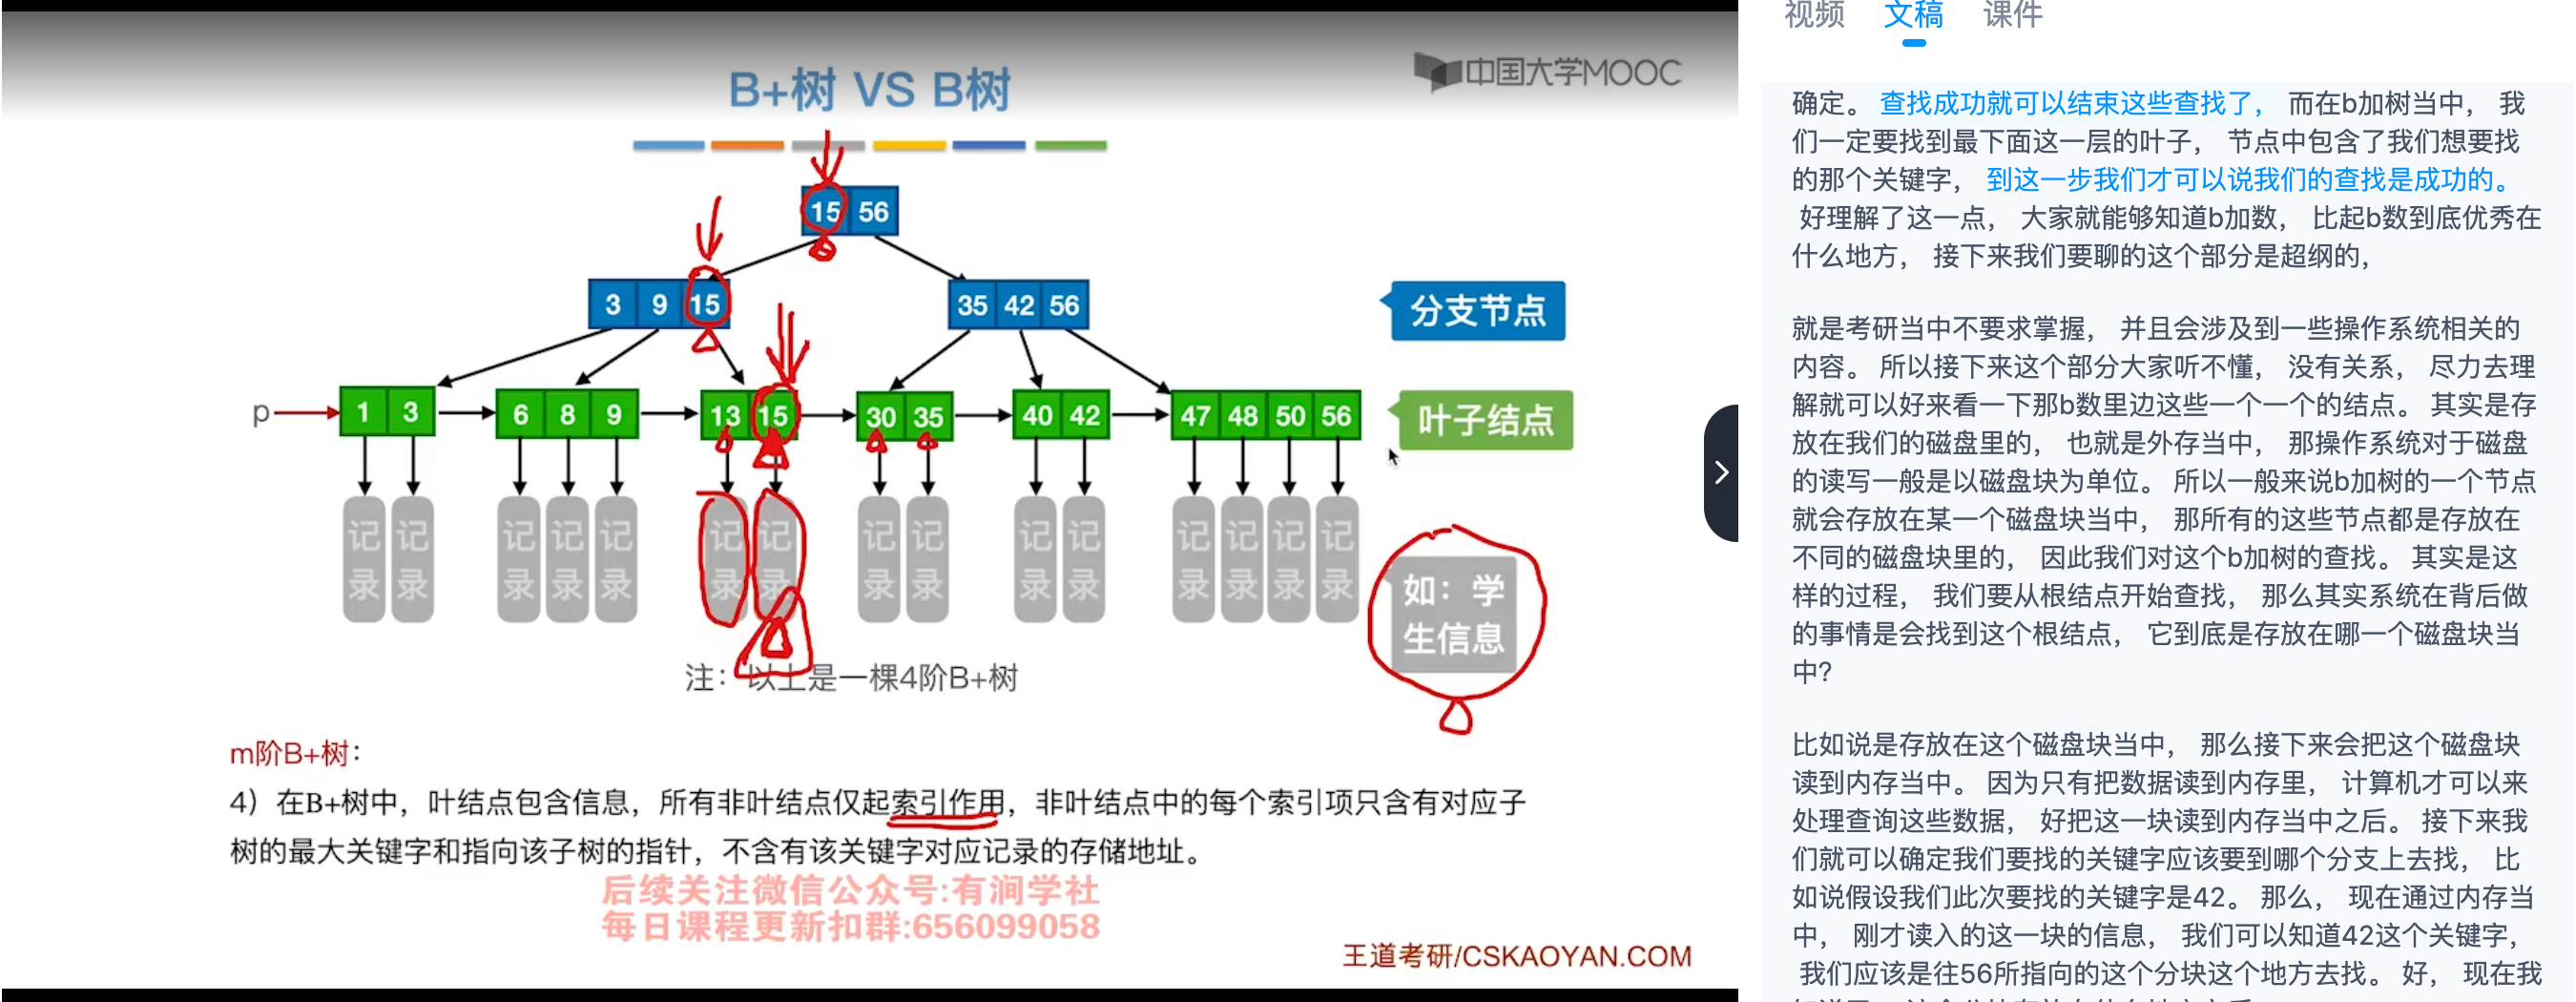 中国大学MOOC
B+树 VS B树
15 56
3 9 15
35 42 56
分支节点
p
1 3
6 8 9
13 15
30 35
40 42
47 48 50 56
叶子结点
记录 记录 记录 记录 记录 记录 记录 记录 记录 记录 记录 记录 记录 记录 记录
如：学
生信息
注：以上是一棵4阶B+树
m阶B+树：
4）在B+树中，叶结点包含信息，所有非叶结点仅起索引作用，非叶结点中的每个索引项只含有对应子
树的最大关键字和指向该子树的指针，不含有该关键字对应记录的存储地址。
后续关注微信公众号:有涧学社
每日课程更新扣群:656099058
王道考研/CSKAOYAN.COM
视频 文稿 课件
确定。 查找成功就可以结束这些查找了， 而在b加树当中， 我
们一定要找到最下面这一层的叶子， 节点中包含了我们想要找
的那个关键字， 到这一步我们才可以说我们的查找是成功的。
好理解了这一点， 大家就能够知道b加数， 比起b数到底优秀在
什么地方， 接下来我们要聊的这个部分是超纲的，
就是考研当中不要求掌握， 并且会涉及到一些操作系统相关的
内容。 所以接下来这个部分大家听不懂， 没有关系， 尽力去理
解就可以好来看一下那b数里边这些一个一个的结点。 其实是存
放在我们的磁盘里的， 也就是外存当中， 那操作系统对于磁盘
的读写一般是以磁盘块为单位。 所以一般来说b加树的一个节点
就会存放在某一个磁盘块当中， 那所有的这些节点都是存放在
不同的磁盘块里的， 因此我们对这个b加树的查找。 其实是这
样的过程， 我们要从根结点开始查找， 那么其实系统在背后做
的事情是会找到这个根结点， 它到底是存放在哪一个磁盘块当
中?
比如说是存放在这个磁盘块当中， 那么接下来会把这个磁盘块
读到内存当中。 因为只有把数据读到内存里， 计算机才可以来
处理查询这些数据， 好把这一块读到内存当中之后。 接下来我
们就可以确定我们要找的关键字应该要到哪个分支上去找， 比
如说假设我们此次要找的关键字是42。 那么， 现在通过内存当
中， 刚才读入的这一块的信息， 我们可以知道42这个关键字，
我们应该是往56所指向的这个分块这个地方去找。 好， 现在我